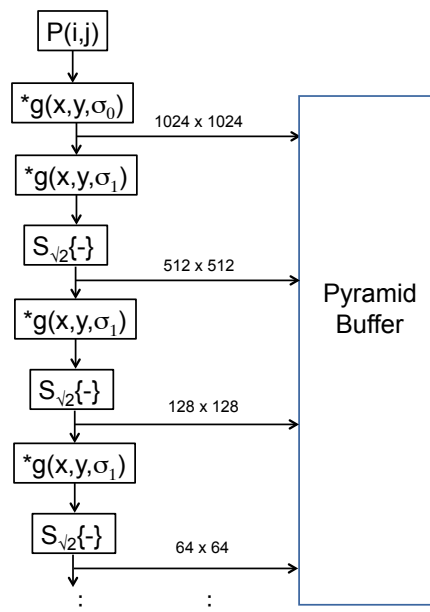 P(i,j)
*g(x,y,σ₀)
1024 x 1024
*g(x,y,σ₁)
S√2{-}
512 x 512
Pyramid
Buffer
*g(x,y,σ₁)
S√2{-}
128 x 128
*g(x,y,σ₁)
S√2{-}
64 x 64
: :